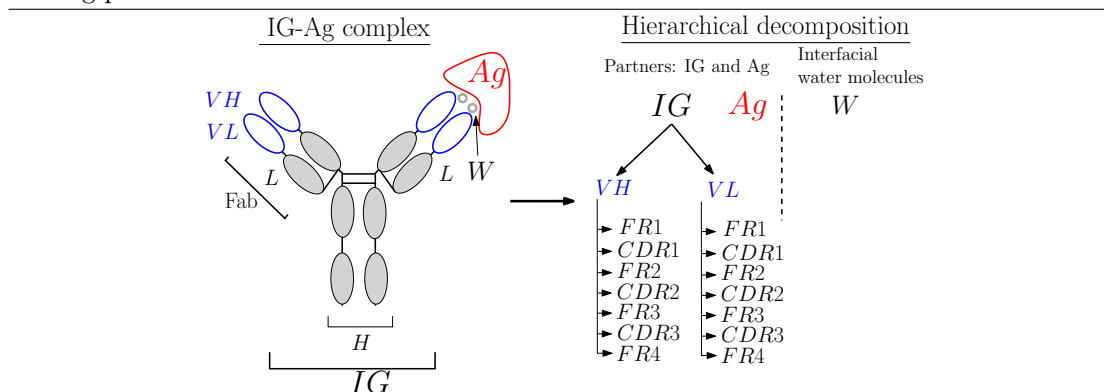 IG-Ag complex
VH
VL
L
Fab
Ag
L
W
H
IG
Hierarchical decomposition
Partners: IG and Ag
Interfacial
water molecules
IG
Ag
W
VH
VL
FR1
CDR1
FR2
CDR2
FR3
CDR3
FR4
FR1
CDR1
FR2
CDR2
FR3
CDR3
FR4